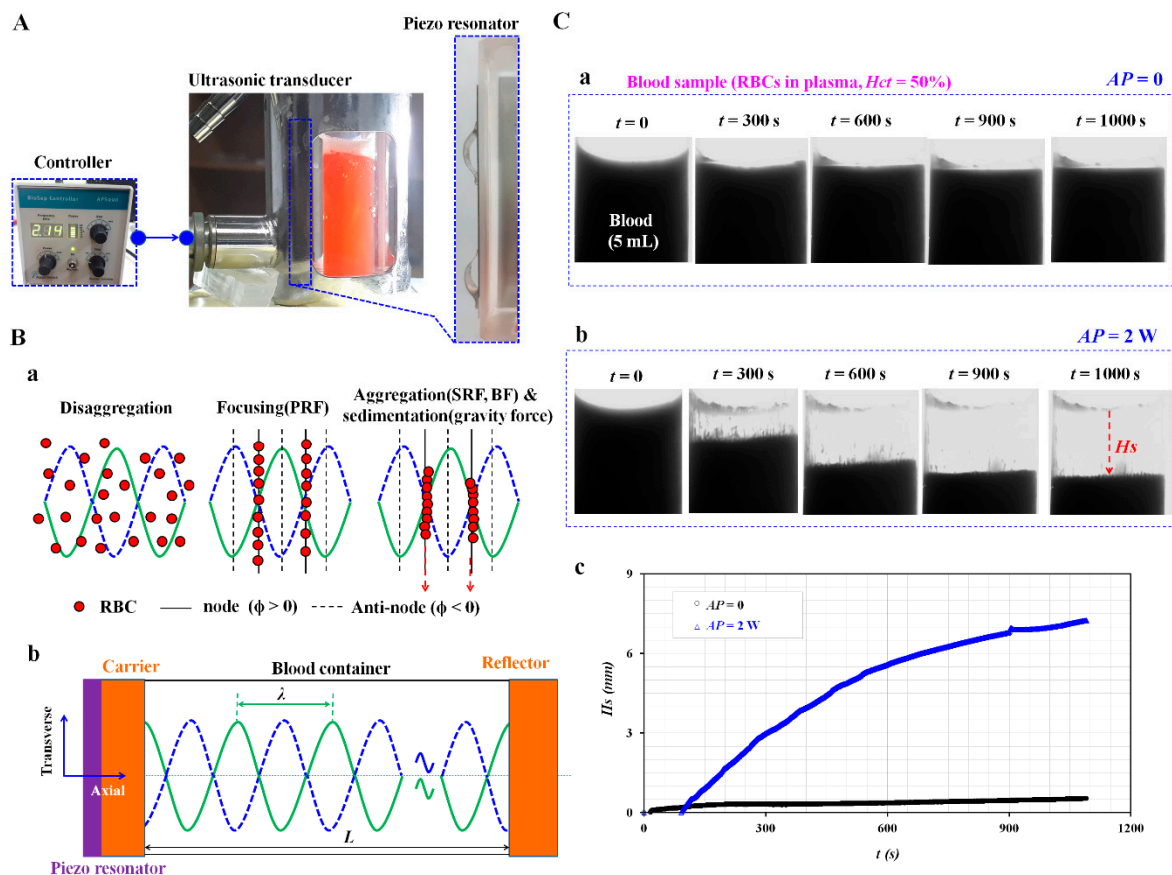 A
Piezo resonator
Ultrasonic transducer
Controller
BioSep Controller
2.14
B
a
Disaggregation
Focusing(PRF)
Aggregation(SRF, BF) &
sedimentation(gravity force)
RBC
node (ϕ > 0)
Anti-node (ϕ < 0)
b
Carrier
Blood container
Reflector
λ
Transverse
Axial
L
Piezo resonator
C
a
Blood sample (RBCs in plasma, Hct = 50%)
AP = 0
t = 0
t = 300 s
t = 600 s
t = 900 s
t = 1000 s
Blood
(5 mL)
b
AP = 2 W
t = 0
t = 300 s
t = 600 s
t = 900 s
t = 1000 s
Hs
c
9
6
3
0
Hs (mm)
AP = 0
AP = 2 W
0
300
600
900
1200
t (s)